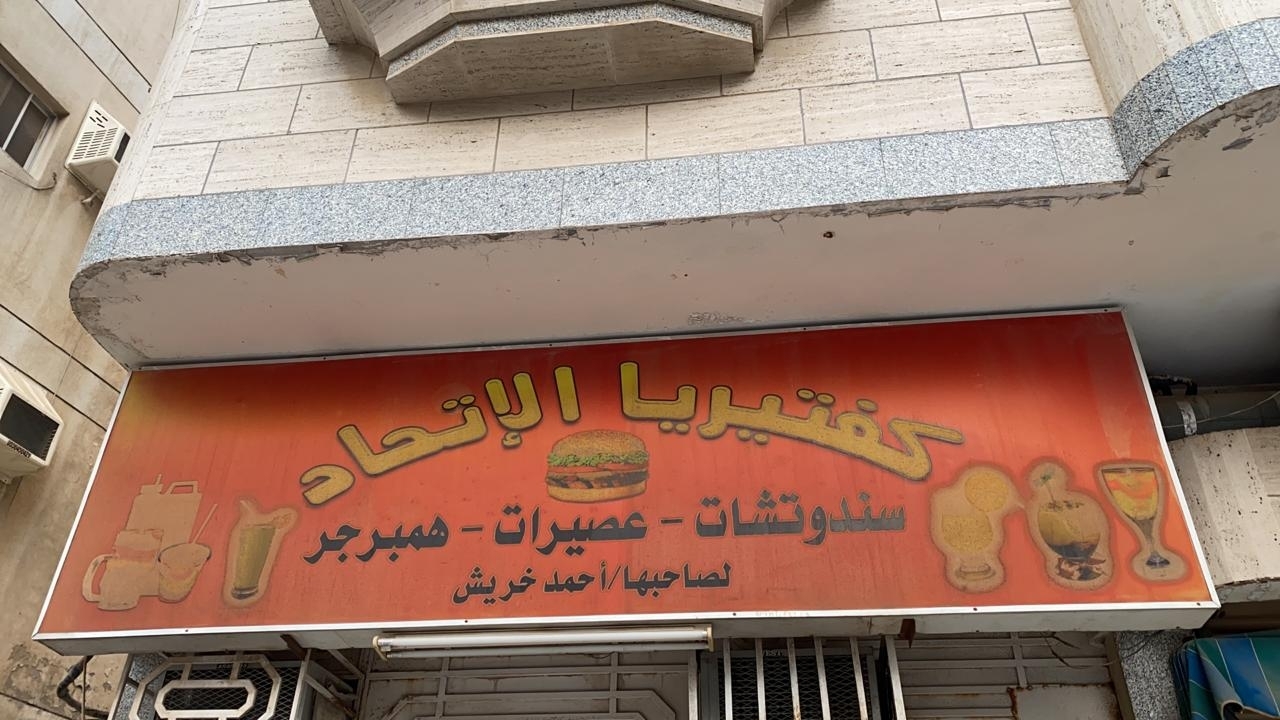 كفتيريا الإتحاد
سندوتشات - عصيرات - همبرجر
لصاحبها/أحمد خريش